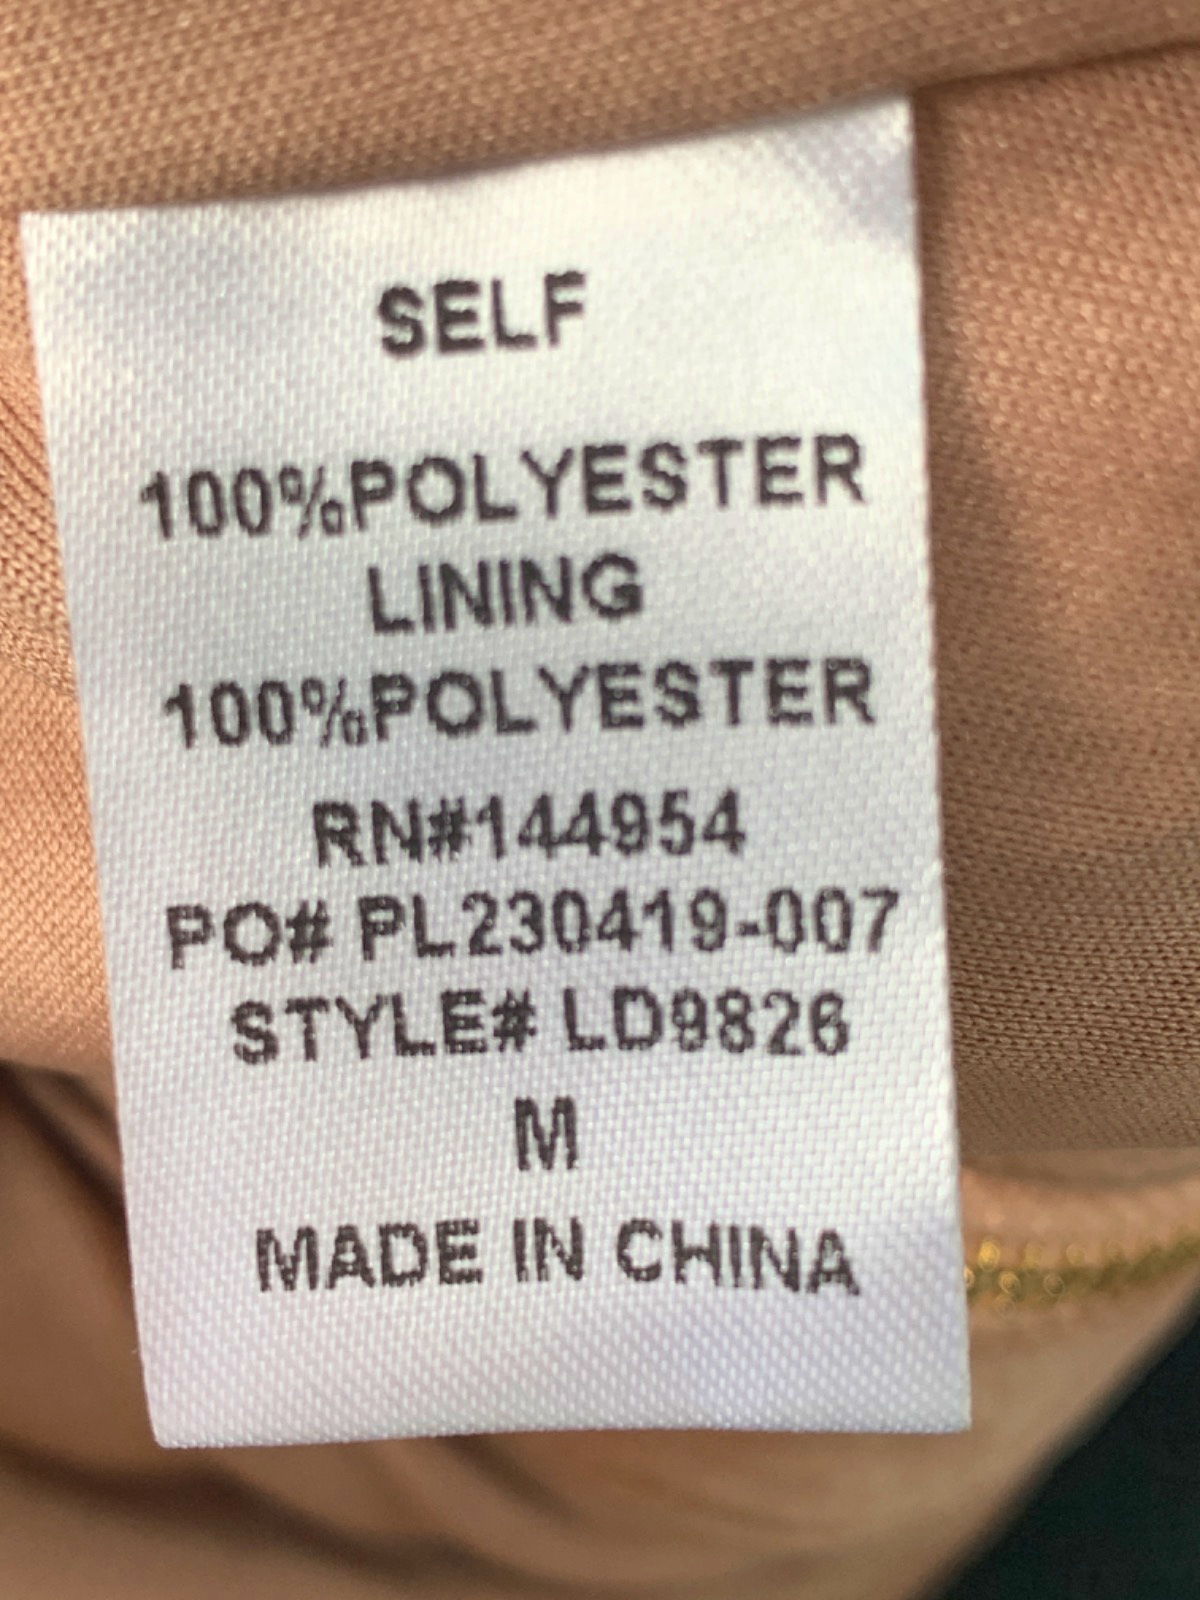 SELF
100%POLYESTER
LINING
100%POLYESTER
RN#144954
PO# PL230419-007
STYLE# LD9826
M
MADE IN CHINA